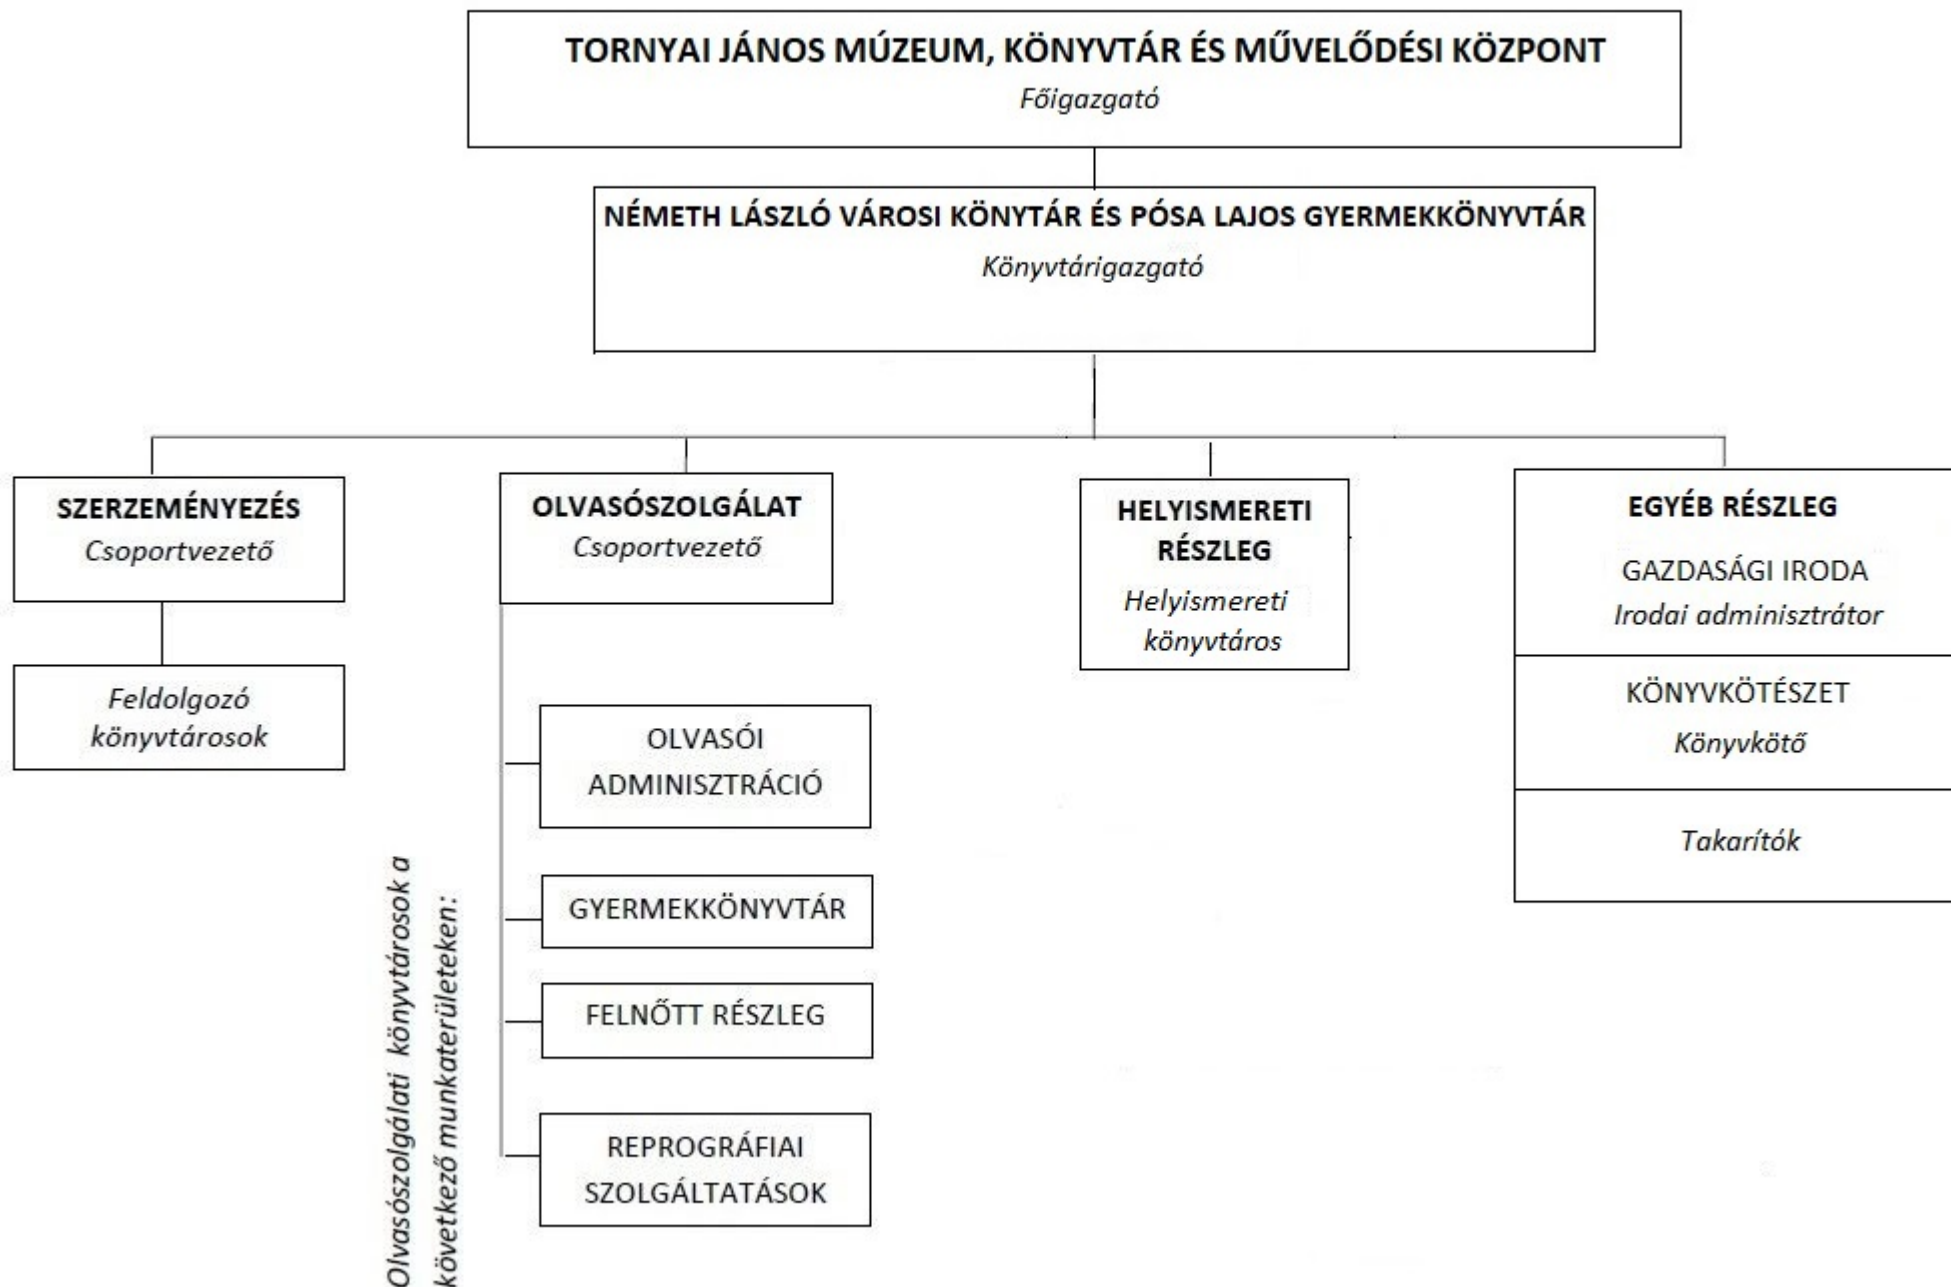 TORNYAI JÁNOS MÚZEUM, KÖNYVTÁR ÉS MŰVELŐDÉSI KÖZPONT
Főigazgató
NÉMETH LÁSZLÓ VÁROSI KÖNYTÁR ÉS PÓSA LAJOS GYERMEKKÖNYVTÁR
Könyvtárigazgató
SZERZEMÉNYEZÉS
Csoportvezető
Feldolgozó
könyvtárosok
OLVASÓSZOLGÁLAT
Csoportvezető
Olvasószolgálati könyvtárosok a
következő munkaterületeken:
OLVASÓI
ADMINISZTRÁCIÓ
GYERMEKKÖNYVTÁR
FELNŐTT RÉSZLEG
REPROGRÁFIAI
SZOLGÁLTATÁSOK
HELYISMERETI
RÉSZLEG
Helyismereti
könyvtáros
EGYÉB RÉSZLEG
GAZDASÁGI IRODA
Irodai adminisztrátor
KÖNYVKÖTÉSZET
Könyvkötő
Takarítók